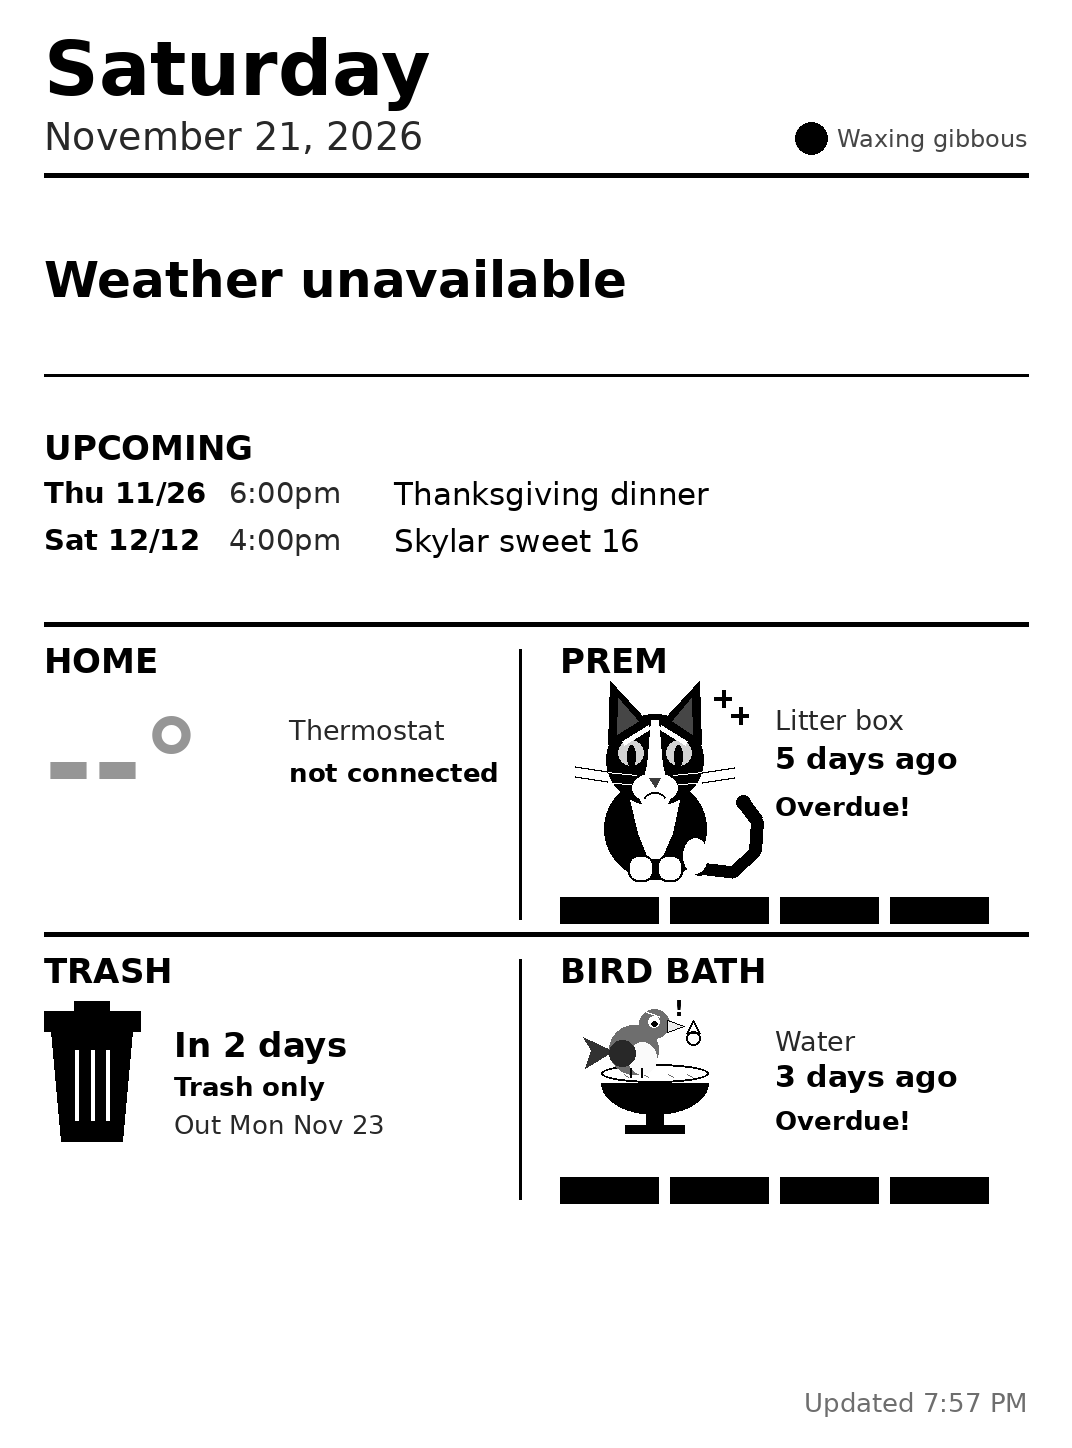 Saturday
November 21, 2026
Waxing gibbous
Weather unavailable
UPCOMING
Thu 11/26 6:00pm Thanksgiving dinner
Sat 12/12 4:00pm Skylar sweet 16
HOME
Thermostat
not connected
PREM
Litter box
5 days ago
Overdue!
TRASH
In 2 days
Trash only
Out Mon Nov 23
BIRD BATH
!
Water
3 days ago
Overdue!
Updated 7:57 PM